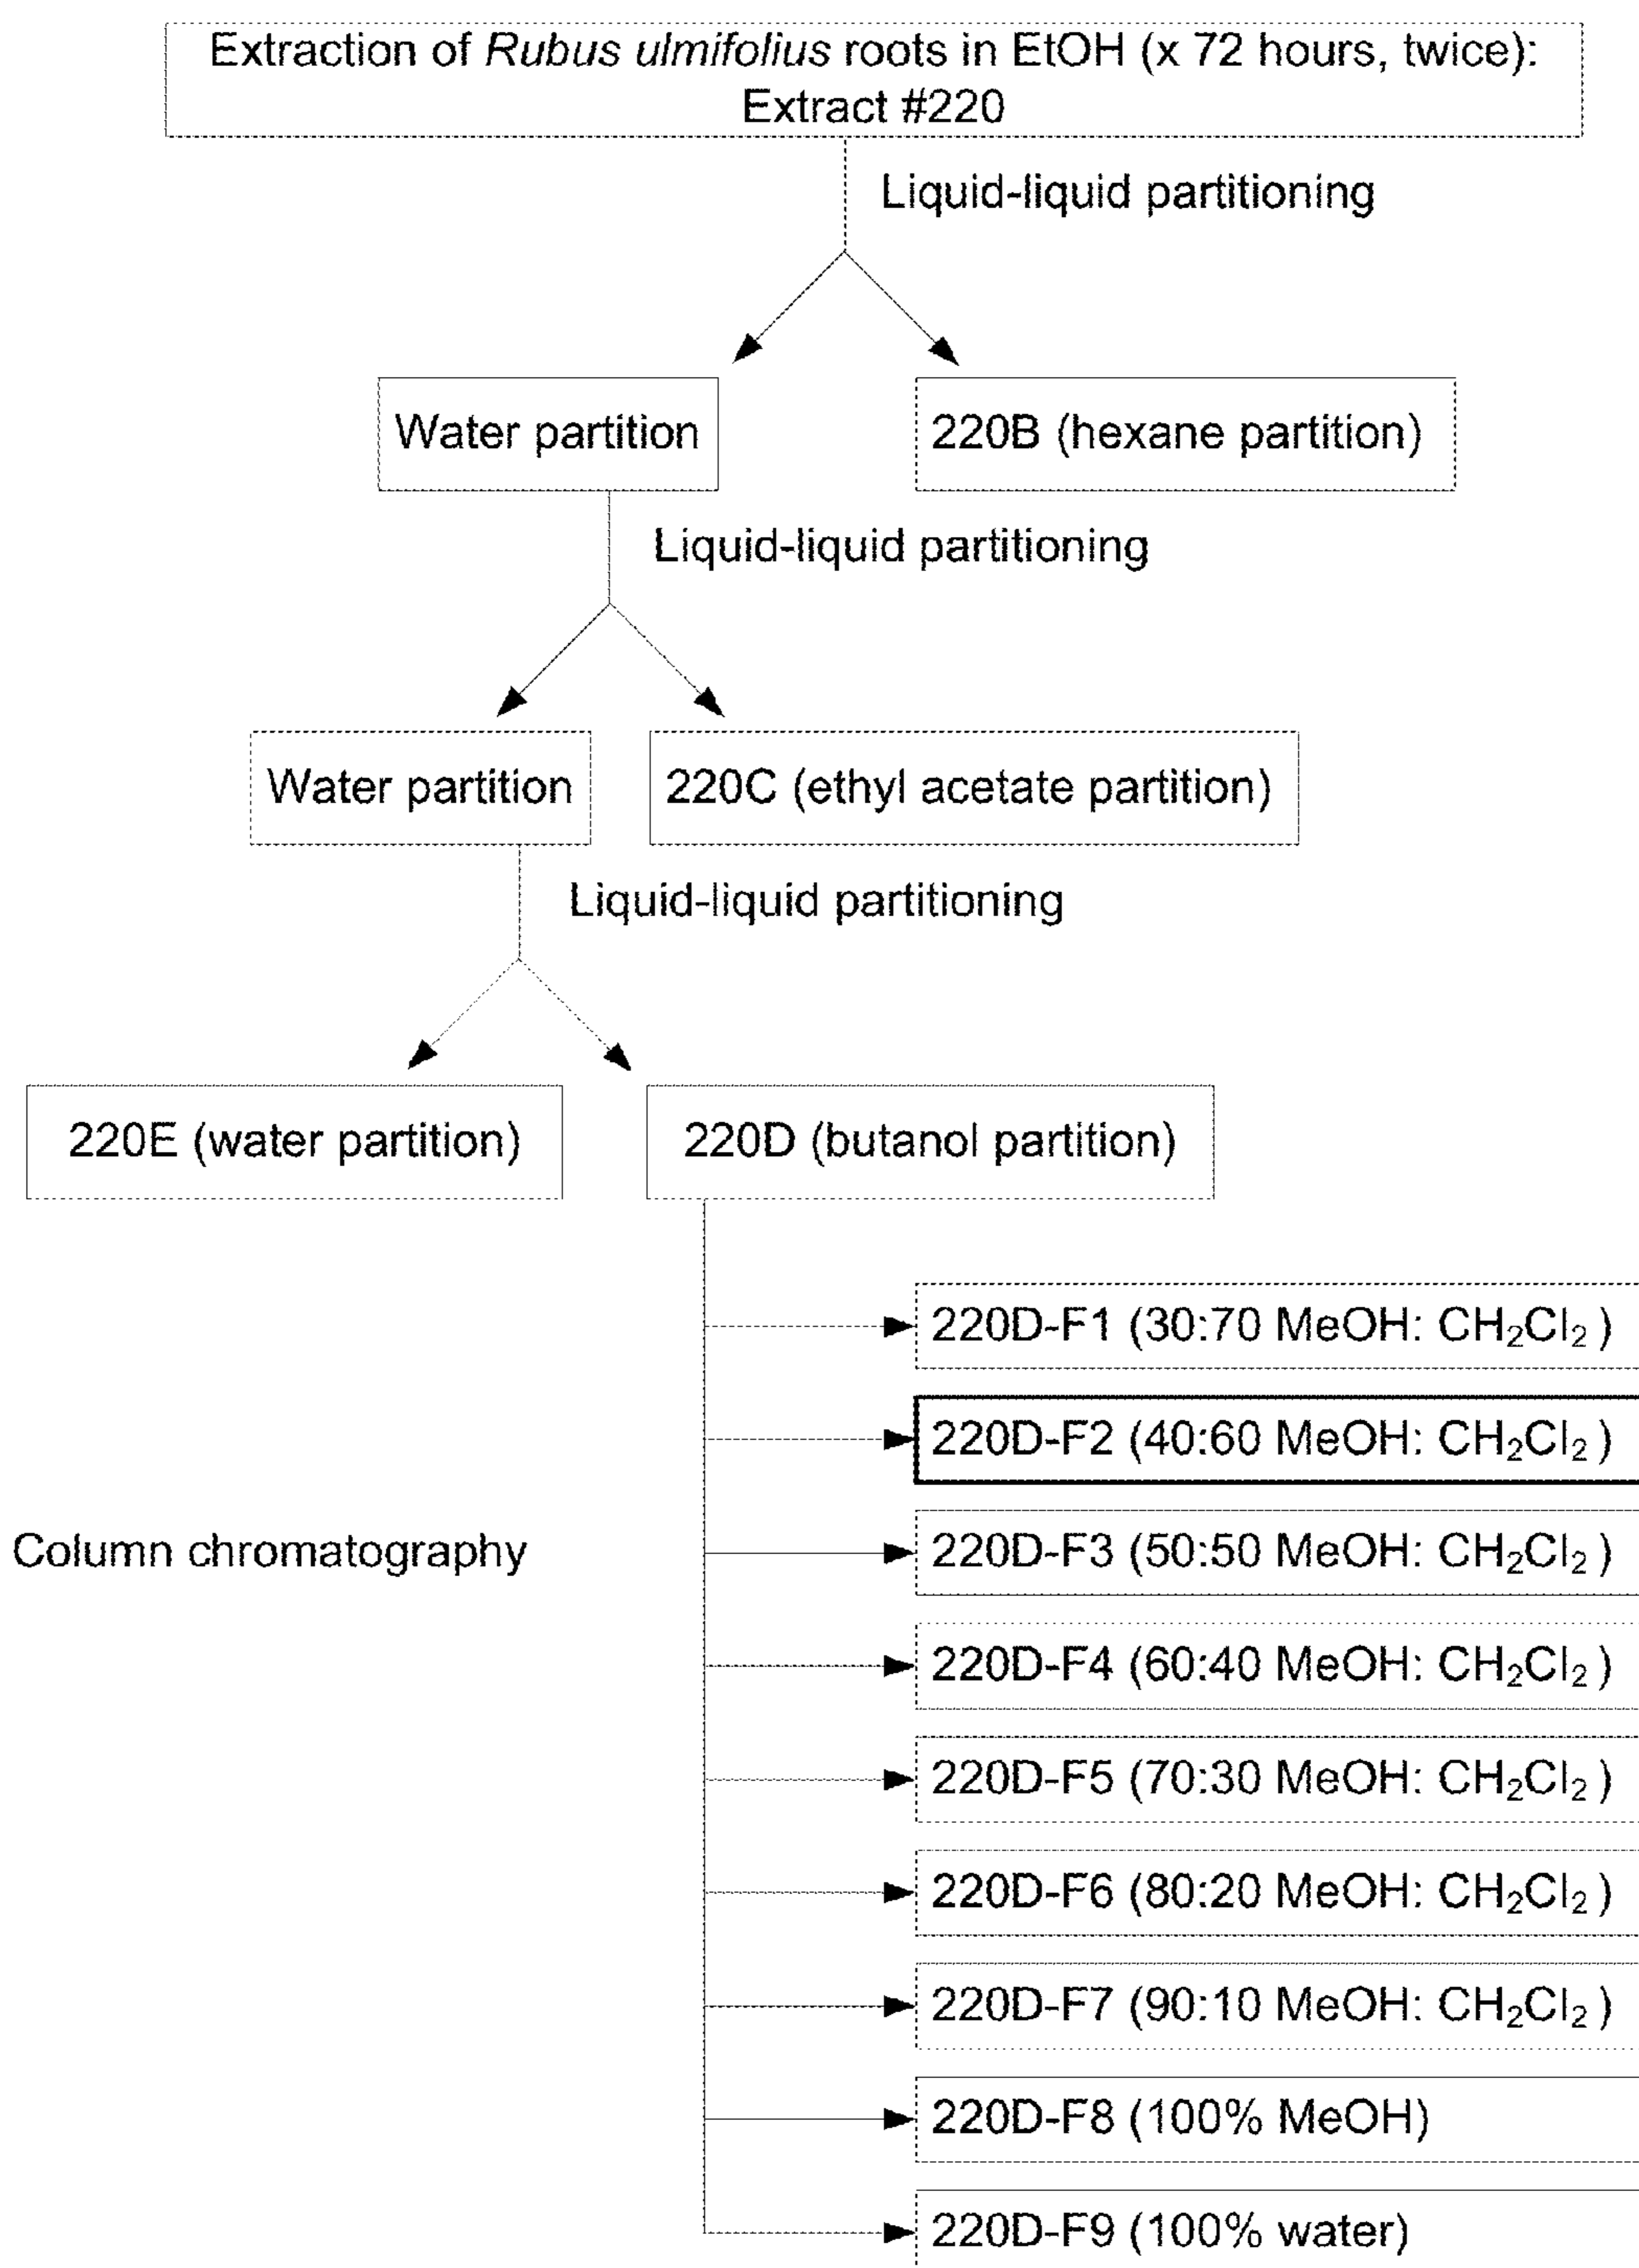 Extraction of Rubus ulmifolius roots in EtOH (x 72 hours, twice):
Extract #220
Liquid-liquid partitioning
Water partition
220B (hexane partition)
Liquid-liquid partitioning
Water partition
220C (ethyl acetate partition)
Liquid-liquid partitioning
220E (water partition)
220D (butanol partition)
220D-F1 (30:70 MeOH: CH₂Cl₂ )
220D-F2 (40:60 MeOH: CH₂Cl₂ )
Column chromatography
220D-F3 (50:50 MeOH: CH₂Cl₂ )
220D-F4 (60:40 MeOH: CH₂Cl₂ )
220D-F5 (70:30 MeOH: CH₂Cl₂ )
220D-F6 (80:20 MeOH: CH₂Cl₂ )
220D-F7 (90:10 MeOH: CH₂Cl₂ )
220D-F8 (100% MeOH)
220D-F9 (100% water)